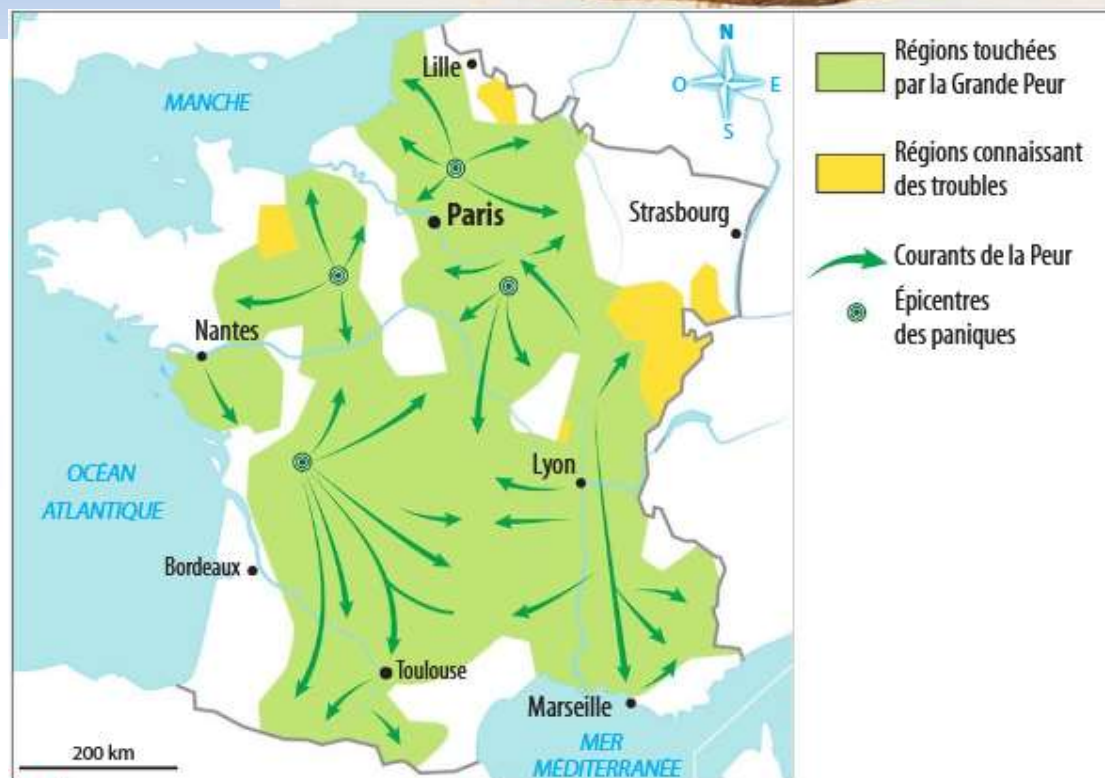 Lille
MANCHE
N
O
E
S
Paris
Strasbourg
Nantes
OCÉAN
ATLANTIQUE
Lyon
Bordeaux
Toulouse
Marseille
MER
MÉDITERRANÉE
200 km
Régions touchées
par la Grande Peur
Régions connaissant
des troubles
Courants de la Peur
Épicentres
des paniques